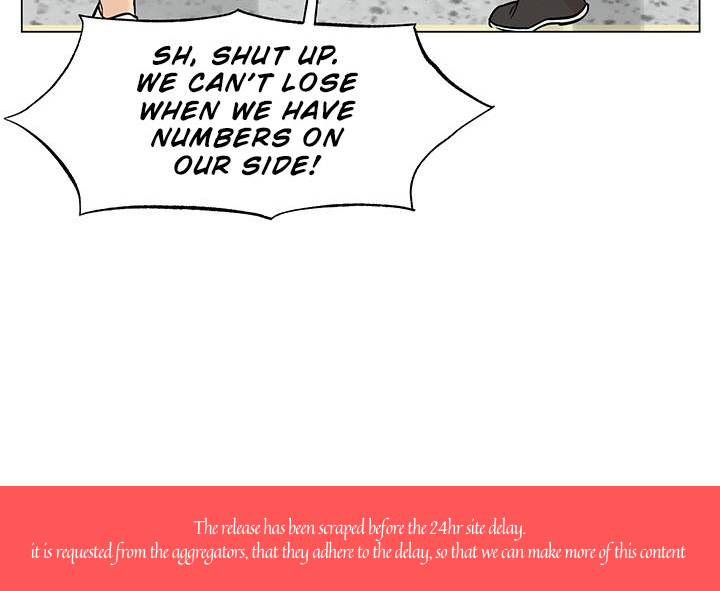 SH, SHUT UP.
WE CAN'T LOSE
WHEN WE HAVE
NUMBERS ON
OUR SIDE!
The release has been scraped before the 24hr site delay.
it is requested from the aggregators, that they adhere to the delay, so that we can make more of this content